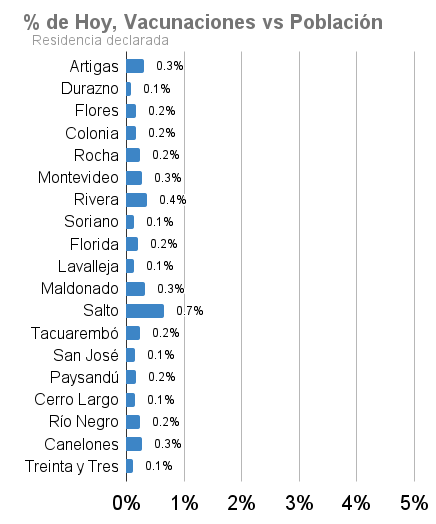 % de Hoy, Vacunaciones vs Población
Residencia declarada
Artigas 0.3%
Durazno 0.1%
Flores 0.2%
Colonia 0.2%
Rocha 0.2%
Montevideo 0.3%
Rivera 0.4%
Soriano 0.1%
Florida 0.2%
Lavalleja 0.1%
Maldonado 0.3%
Salto 0.7%
Tacuarembó 0.2%
San José 0.1%
Paysandú 0.2%
Cerro Largo 0.1%
Río Negro 0.2%
Canelones 0.3%
Treinta y Tres 0.1%
0% 1% 2% 3% 4% 5%